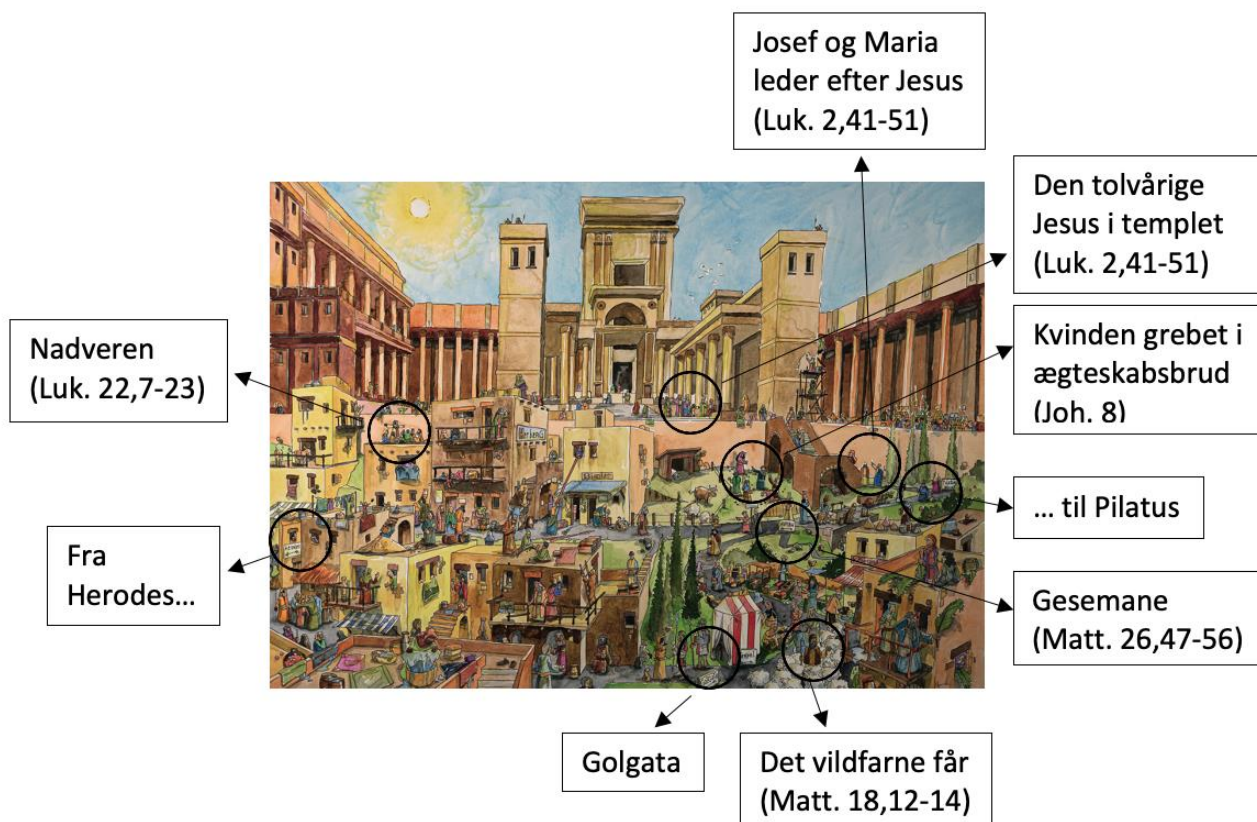 Josef og Maria
leder efter Jesus
(Luk. 2,41-51)
Den tolvårige
Jesus i templet
(Luk. 2,41-51)
Kvinden grebet i
ægteskabsbrud
(Joh. 8)
Nadveren
(Luk. 22,7-23)
... til Pilatus
Fra
Herodes...
Gesemane
(Matt. 26,47-56)
Golgata
Det vildfarne får
(Matt. 18,12-14)